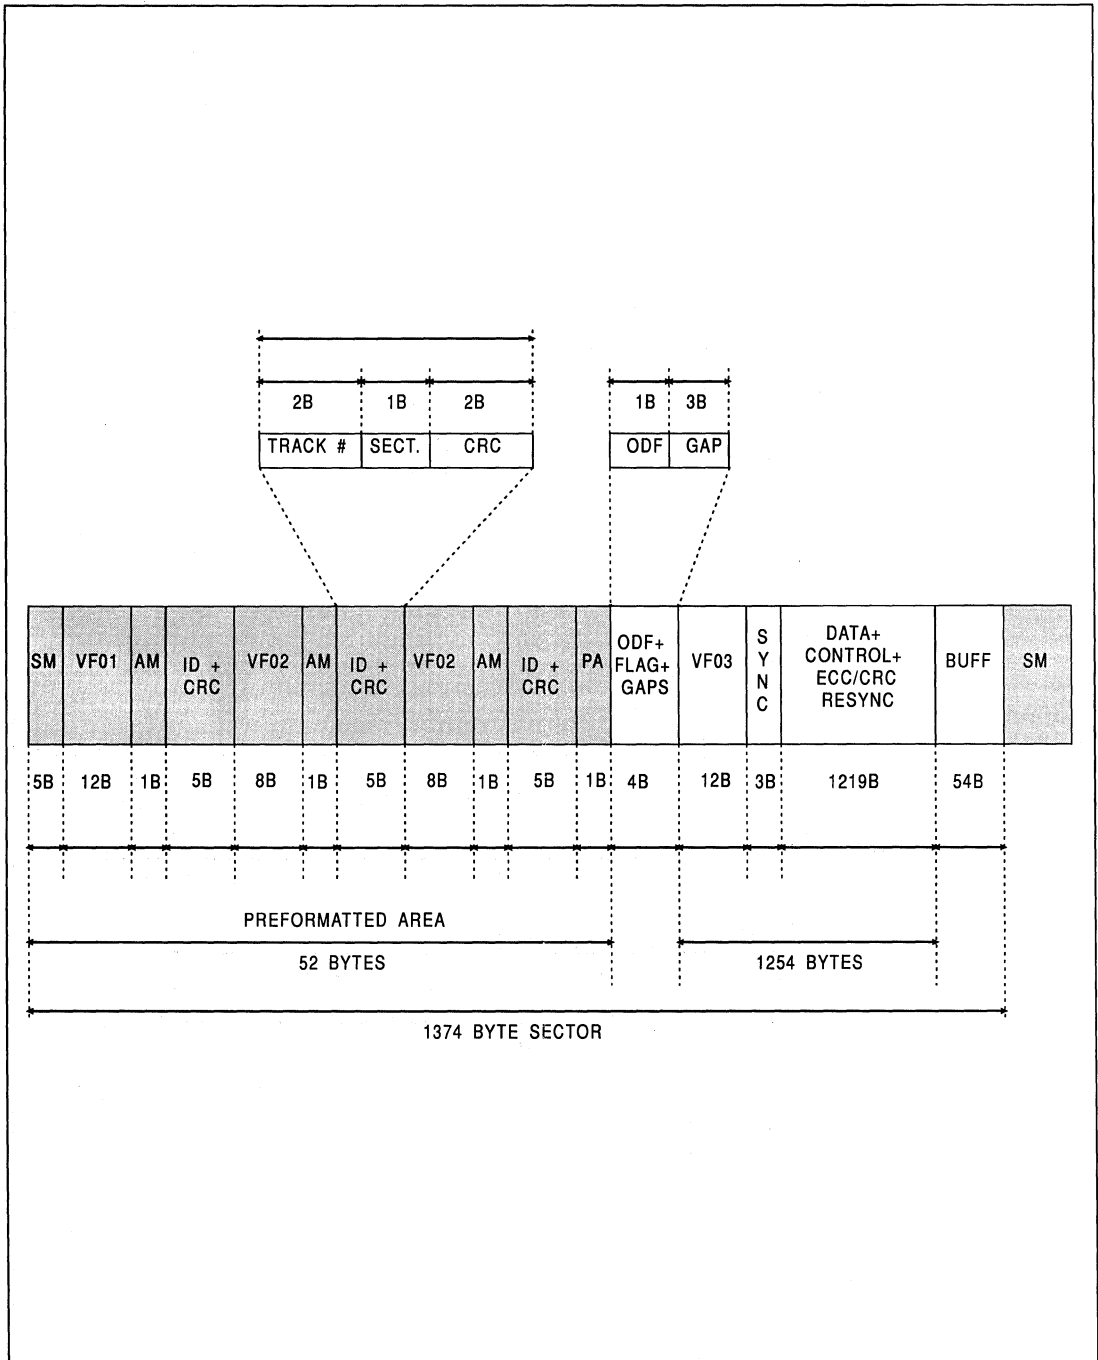 2B 1B 2B
TRACK # SECT. CRC
1B 3B
ODF GAP
SM
VF01
AM
ID +
CRC
VF02
AM
ID +
CRC
VF02
AM
ID +
CRC
PA
ODF+
FLAG+
GAPS
VF03
S
Y
N
C
DATA+
CONTROL+
ECC/CRC
RESYNC
BUFF
SM
5B 12B 1B 5B 8B 1B 5B 8B 1B 5B 1B 4B 12B 3B 1219B 54B
PREFORMATTED AREA
52 BYTES
1254 BYTES
1374 BYTE SECTOR